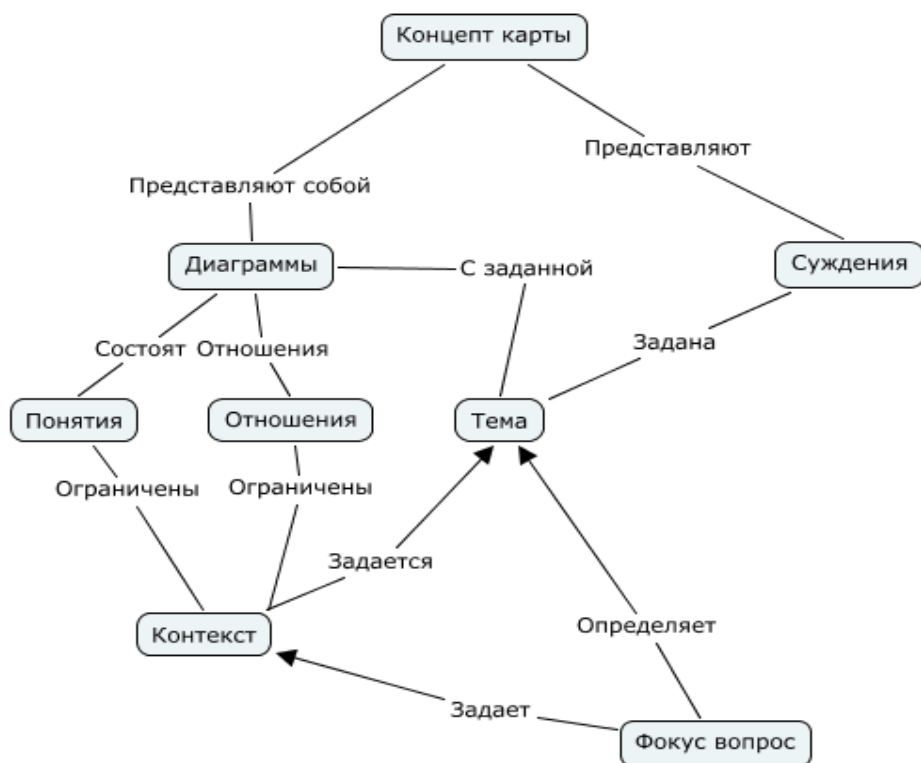 Концепт карты
Представляют
Представляют собой
Диаграммы
С заданной
Суждения
Состоят
Отношения
Задана
Понятия
Отношения
Тема
Ограничены
Ограничены
Задается
Контекст
Определяет
Задает
Фокус вопрос